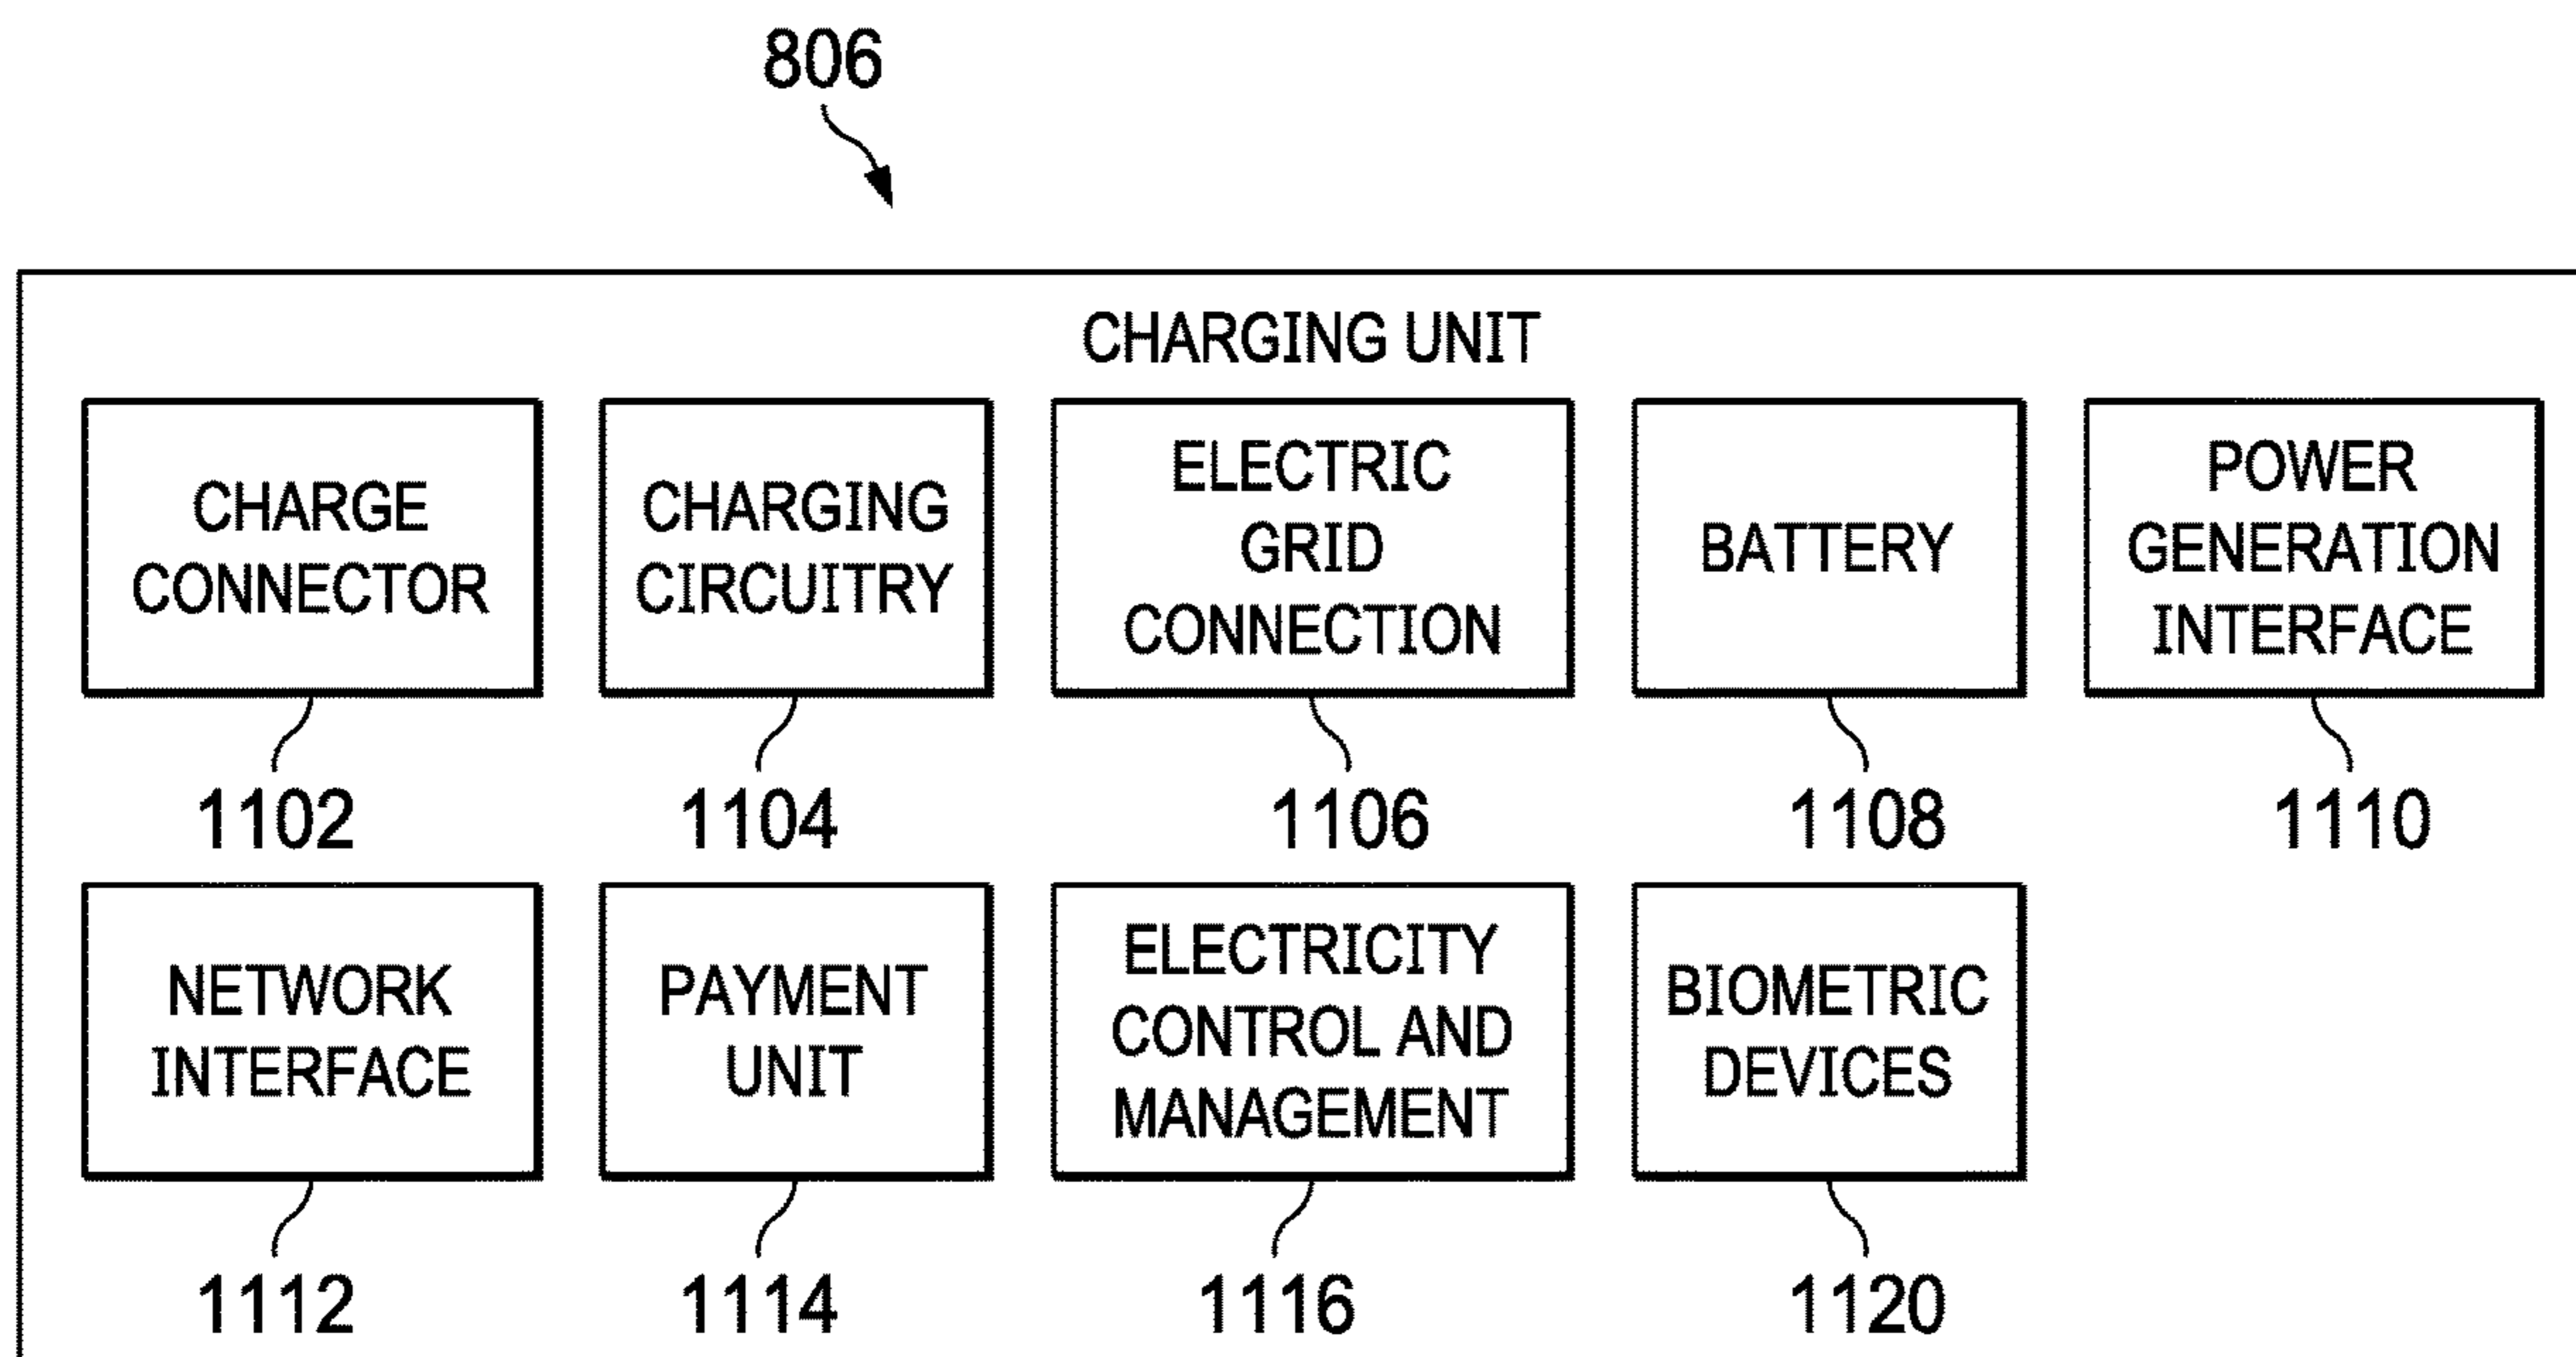 806
CHARGING UNIT
CHARGE
CONNECTOR
CHARGING
CIRCUITRY
ELECTRIC
GRID
CONNECTION
BATTERY
POWER
GENERATION
INTERFACE
1102
1104
1106
1108
1110
NETWORK
INTERFACE
PAYMENT
UNIT
ELECTRICITY
CONTROL AND
MANAGEMENT
BIOMETRIC
DEVICES
1112
1114
1116
1120